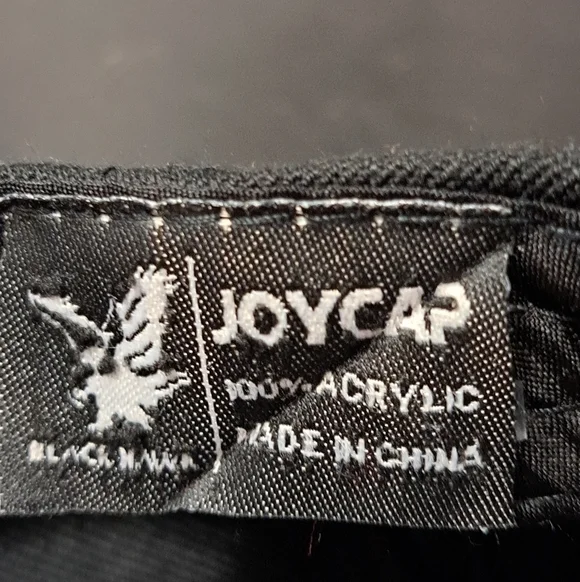 JOYCAP
100% ACRYLIC
MADE IN CHINA
BLACK HAWK